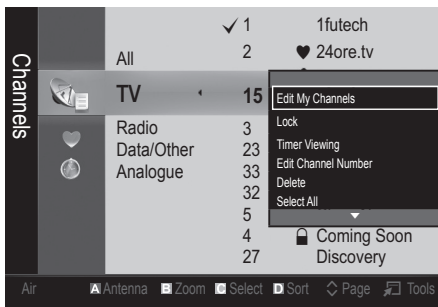 Channels
✓ 1 1futech
All 2 ♥ 24ore.tv
TV 15
Radio 3
Data/Other 23
Analogue 33
32
5
4 Coming Soon
27 Discovery
Edit My Channels
Lock
Timer Viewing
Edit Channel Number
Delete
Select All
Air A Antenna B Zoom C Select D Sort Page Tools